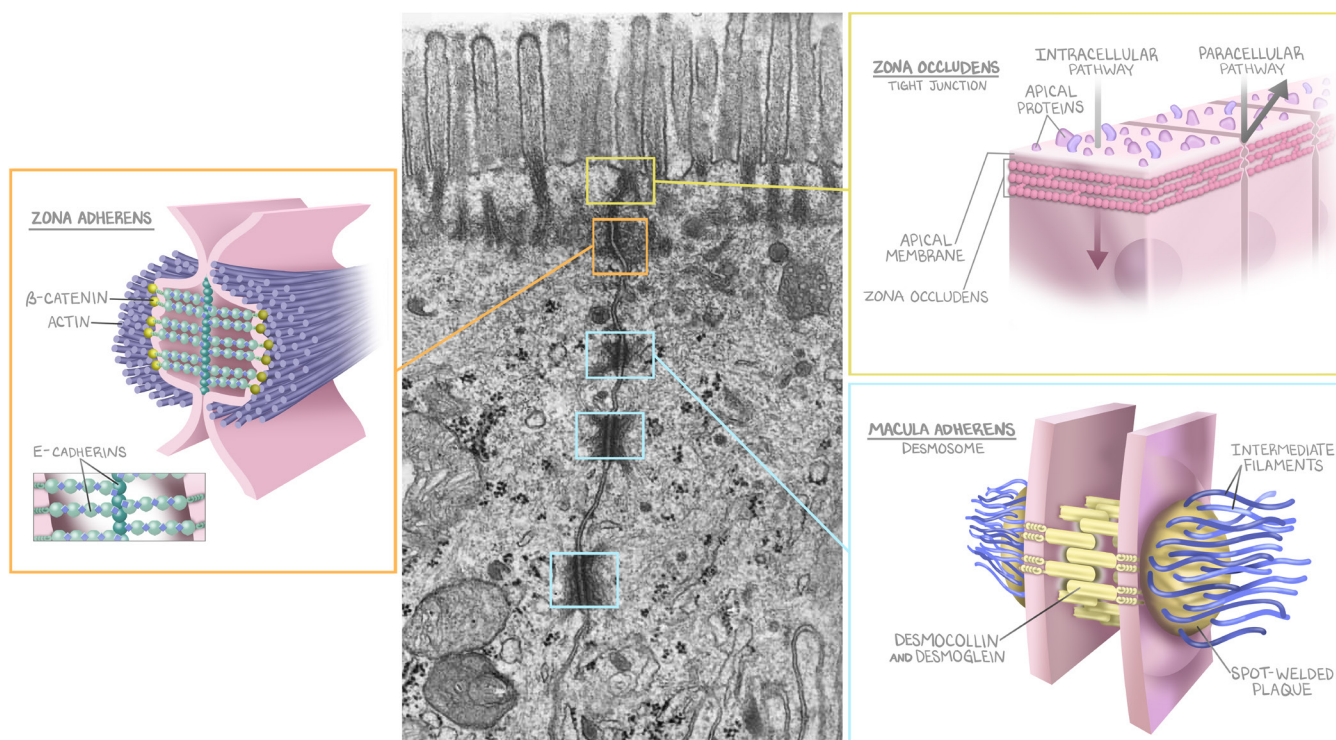 ZONA ADHERENS
β-CATENIN
ACTIN
E-CADHERINS
ZONA OCCLUDENS
TIGHT JUNCTION
INTRACELLULAR
PATHWAY
PARACELLULAR
PATHWAY
APICAL
PROTEINS
APICAL
MEMBRANE
ZONA OCCLUDENS
MACULA ADHERENS
DESMOSOME
INTERMEDIATE
FILAMENTS
DESMOCOLLIN
AND DESMOGLEIN
SPOT-WELDED
PLAQUE